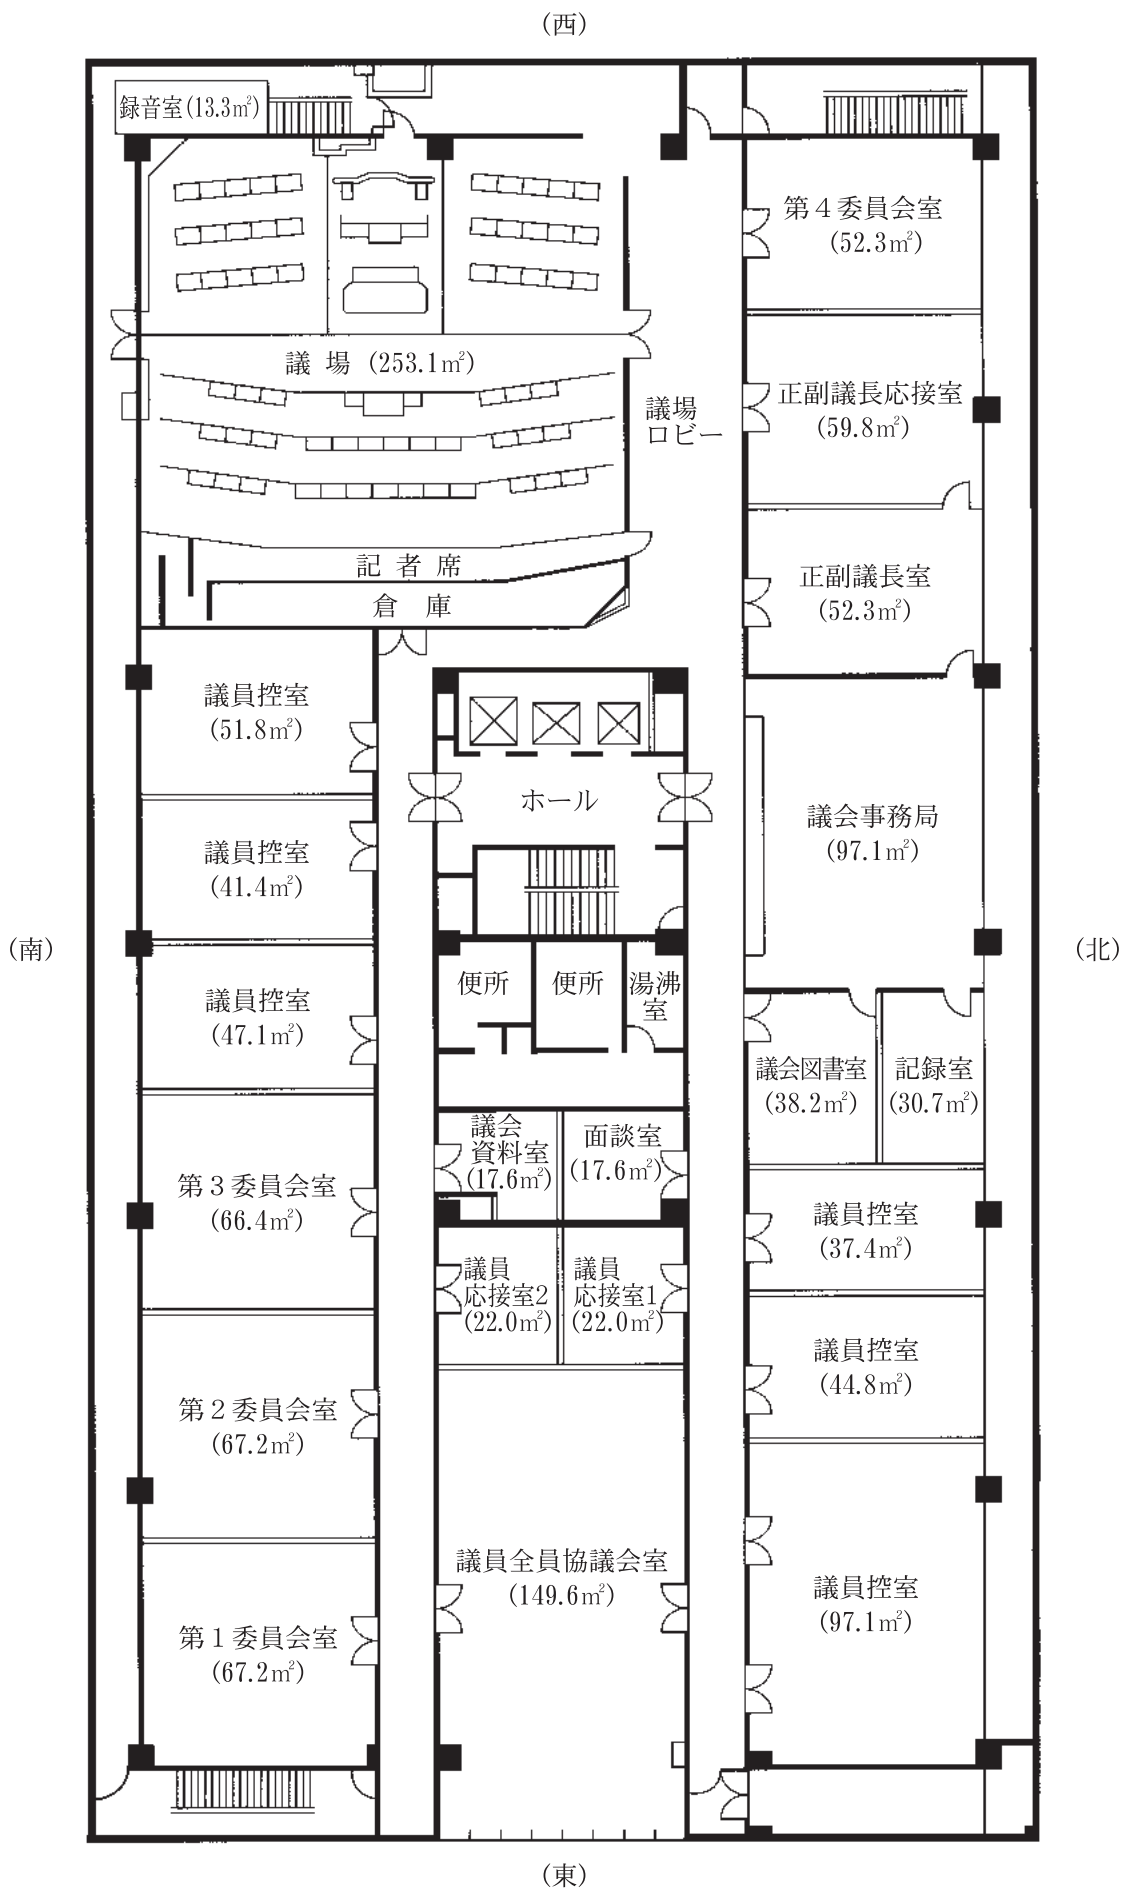 （西）
録音室(13.3㎡)
第４委員会室
(52.3㎡)
議 場 (253.1㎡)
正副議長応接室
(59.8㎡)
議場
ロビー
記 者 席
正副議長室
(52.3㎡)
倉 庫
議員控室
(51.8㎡)
ホール
議会事務局
(97.1㎡)
議員控室
(41.4㎡)
（南）
（北）
便所
便所
湯沸
室
議員控室
(47.1㎡)
議会図書室
(38.2㎡)
記録室
(30.7㎡)
議会
資料室
(17.6㎡)
面談室
(17.6㎡)
第３委員会室
(66.4㎡)
議員控室
(37.4㎡)
議員
応接室2
(22.0㎡)
議員
応接室1
(22.0㎡)
議員控室
(44.8㎡)
第２委員会室
(67.2㎡)
議員全員協議会室
(149.6㎡)
議員控室
(97.1㎡)
第１委員会室
(67.2㎡)
（東）